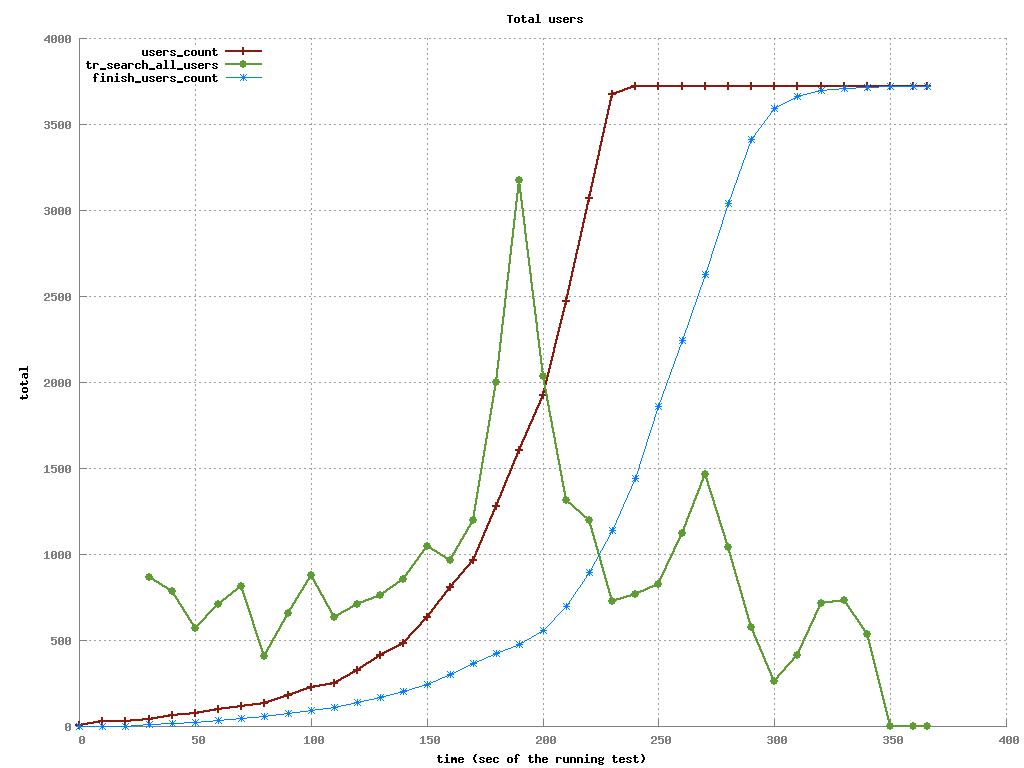 Total users
4000
3500
3000
2500
2000
1500
1000
500
0
total
users_count
tr_search_all_users
finish_users_count
0 50 100 150 200 250 300 350 400
time (sec of the running test)